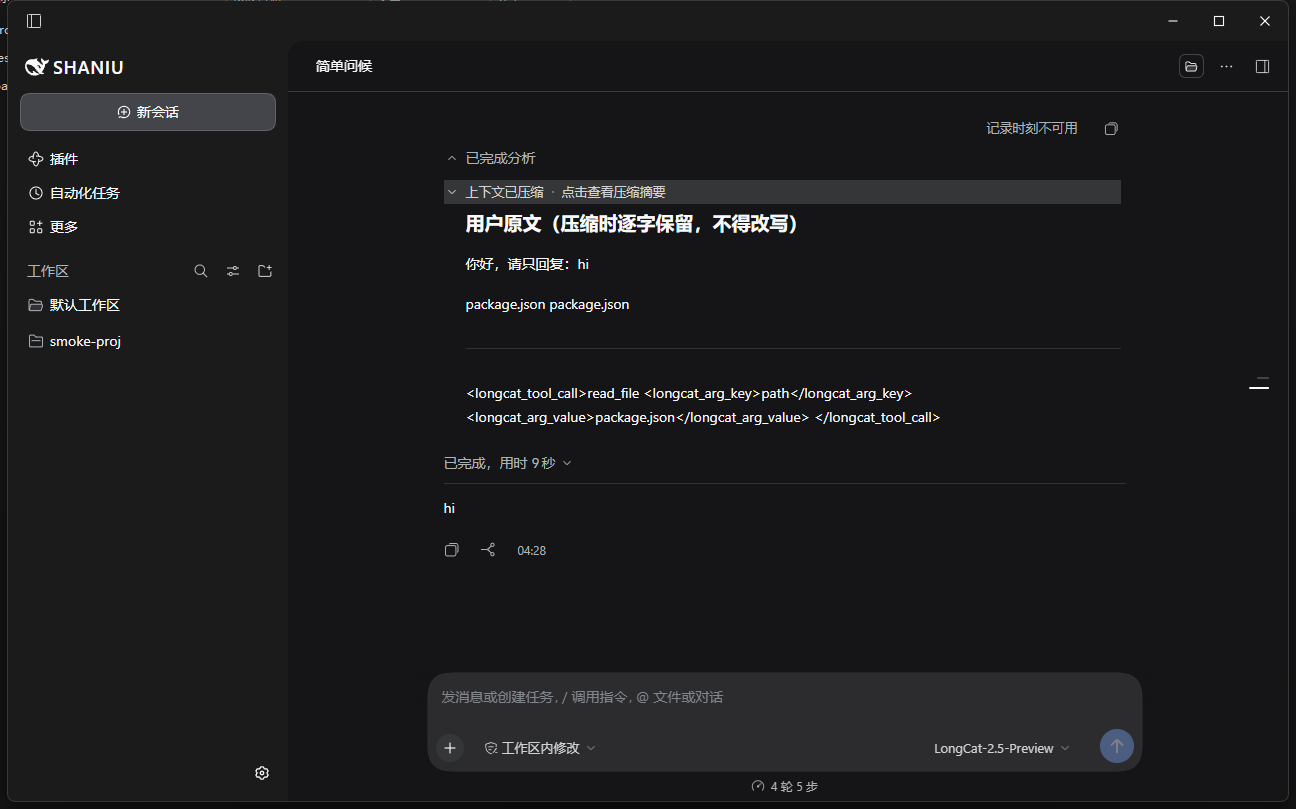 SHANIU
新会话
插件
自动化任务
更多
工作区
默认工作区
smoke-proj
简单问候
记录时刻不可用
已完成分析
上下文已压缩 · 点击查看压缩摘要
用户原文（压缩时逐字保留，不得改写）
你好，请只回复：hi
package.json package.json
<longcat_tool_call>read_file <longcat_arg_key>path</longcat_arg_key>
<longcat_arg_value>package.json</longcat_arg_value> </longcat_tool_call>
已完成，用时 9 秒
hi
04:28
发消息或创建任务, / 调用指令, @ 文件或对话
工作区内修改
LongCat-2.5-Preview
4 轮 5 步